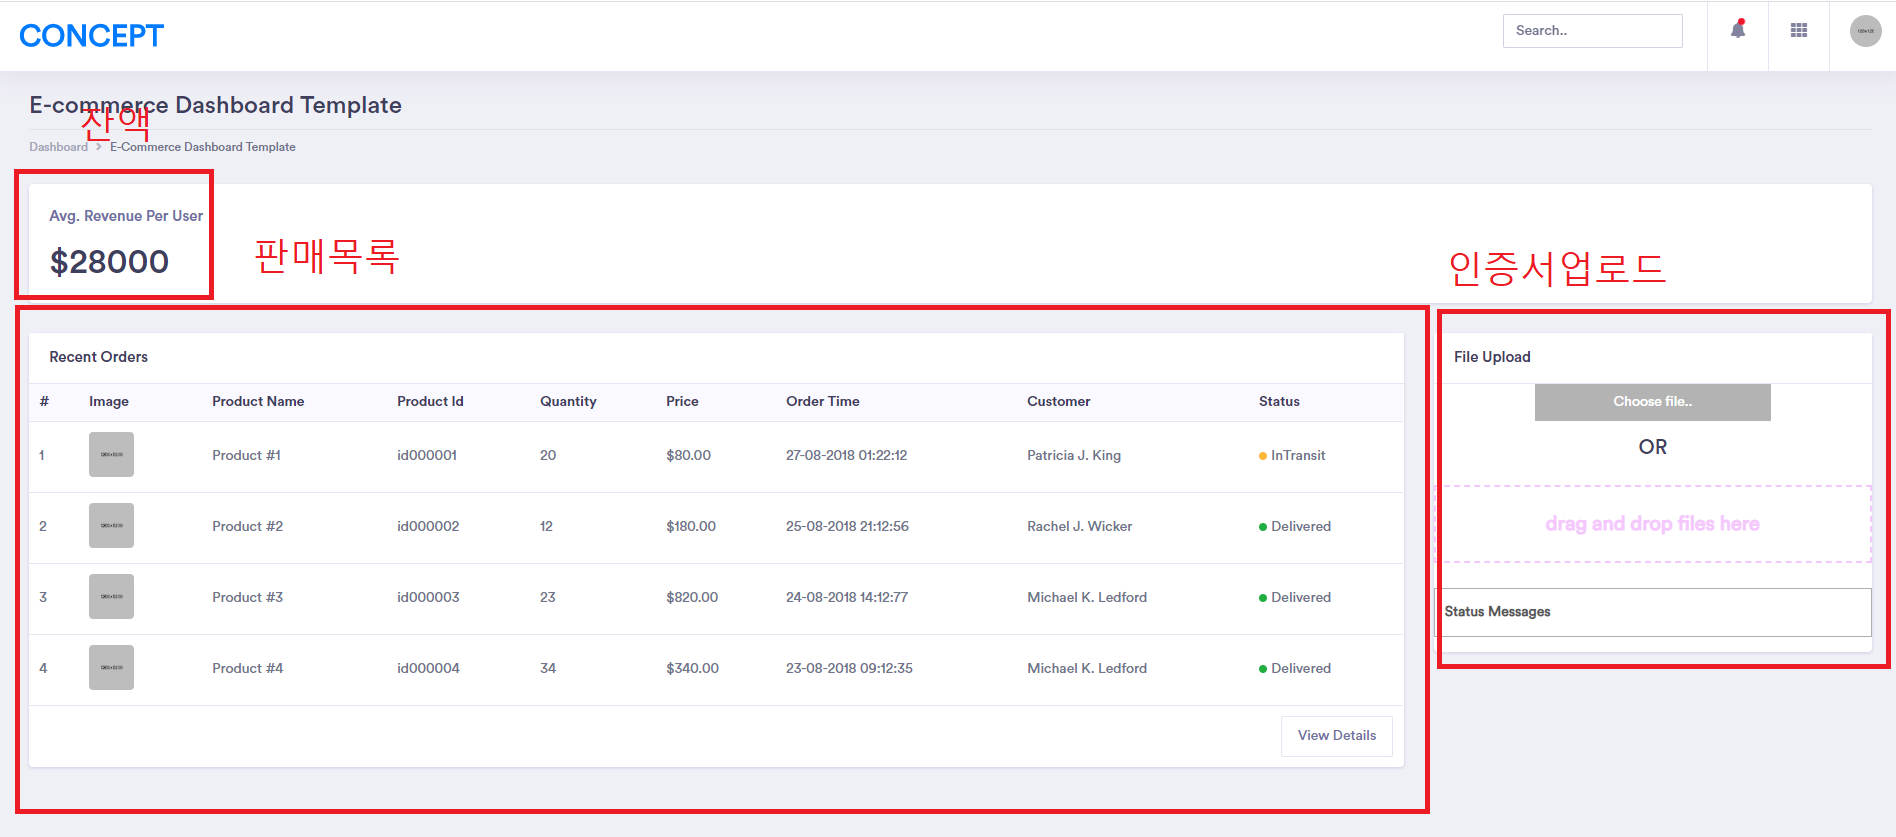 CONCEPT
Search..
E-commerce Dashboard Template
잔액
Dashboard > E-Commerce Dashboard Template
Avg. Revenue Per User
$28000
판매목록
인증서업로드
Recent Orders
# Image Product Name Product Id Quantity Price Order Time Customer Status
1 Product #1 id000001 20 $80.00 27-08-2018 01:22:12 Patricia J. King InTransit
2 Product #2 id000002 12 $180.00 25-08-2018 21:12:56 Rachel J. Wicker Delivered
3 Product #3 id000003 23 $820.00 24-08-2018 14:12:77 Michael K. Ledford Delivered
4 Product #4 id000004 34 $340.00 23-08-2018 09:12:35 Michael K. Ledford Delivered
View Details
File Upload
Choose file..
OR
drag and drop files here
Status Messages